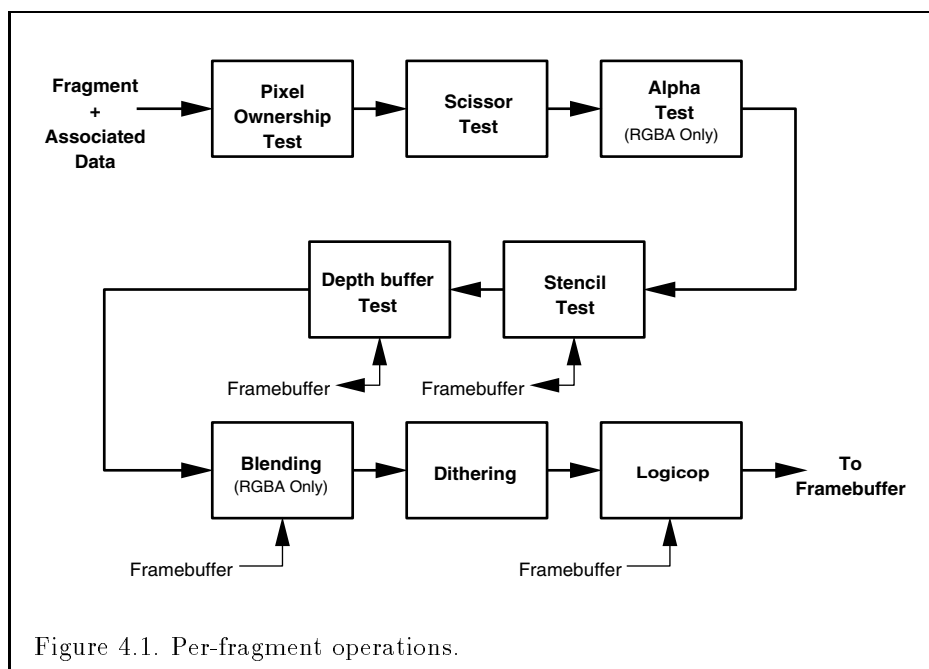 Fragment
+
Associated
Data
Pixel
Ownership
Test
Scissor
Test
Alpha
Test
(RGBA Only)
Depth buffer
Test
Stencil
Test
Framebuffer
Framebuffer
Blending
(RGBA Only)
Dithering
Logicop
To
Framebuffer
Framebuffer
Framebuffer
Figure 4.1. Per-fragment operations.